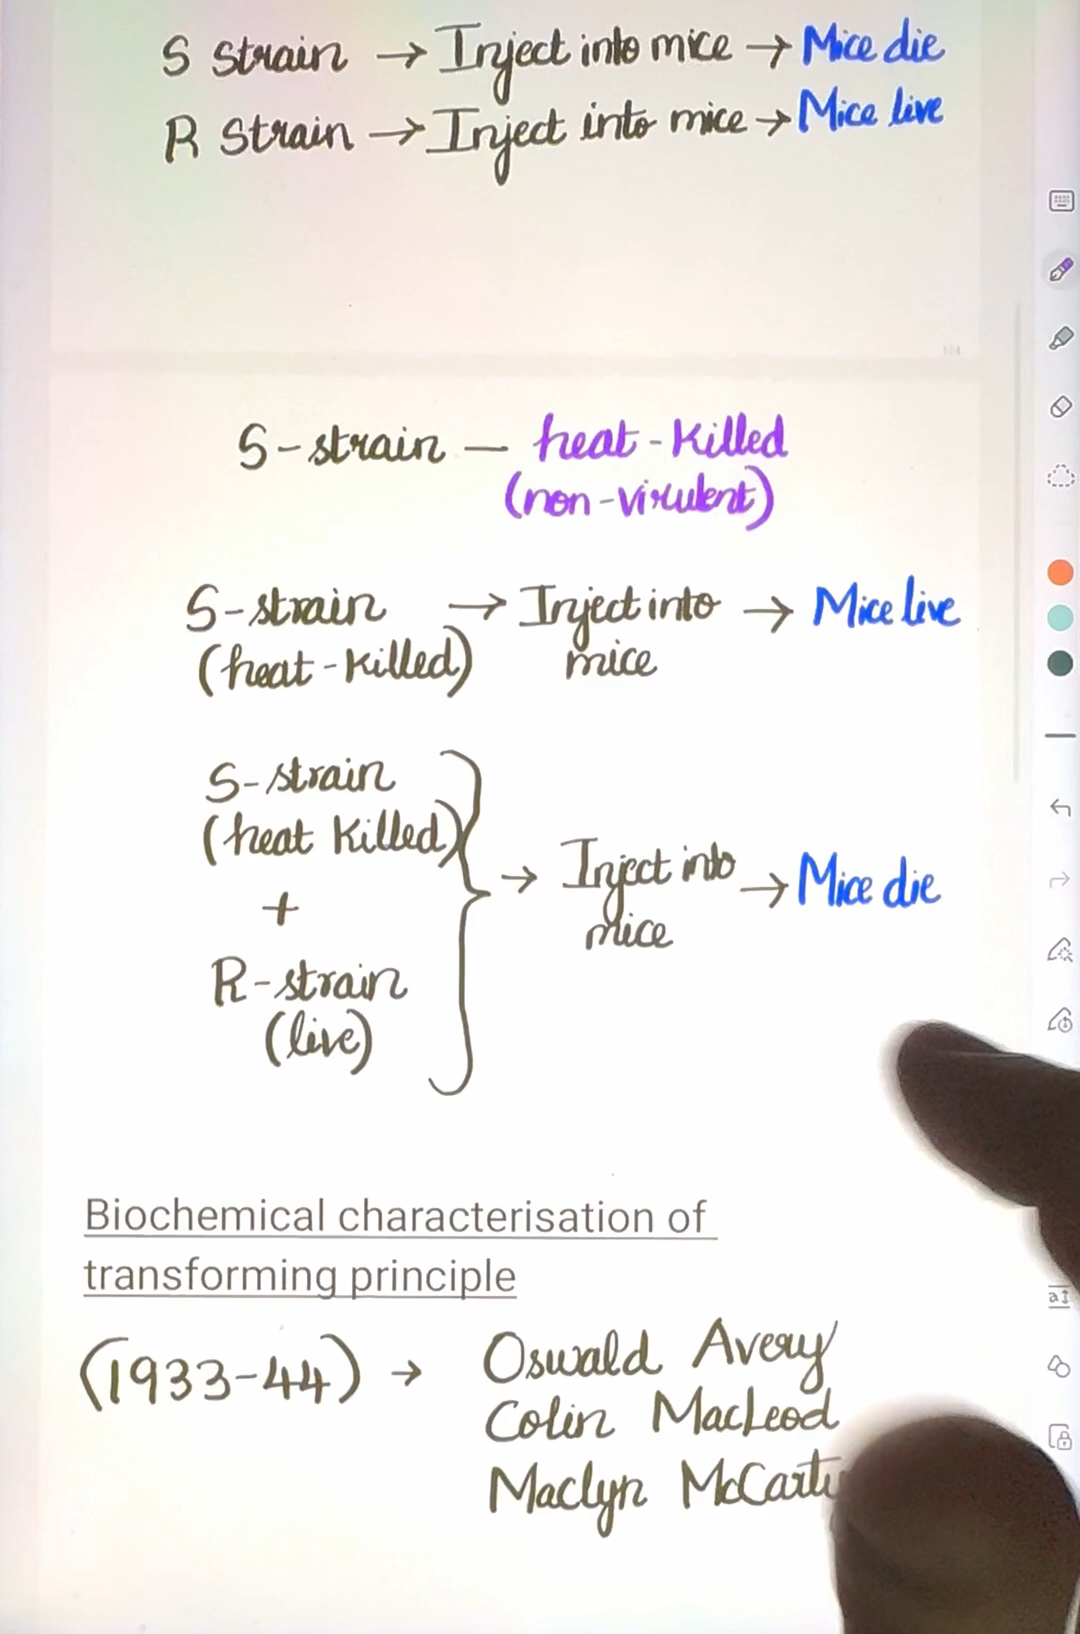 S strain → Inject into mice → Mice die
R Strain → Inject into mice → Mice live
S-strain — heat-killed
(non-virulent)
S-strain → Inject into → Mice live
(heat-killed) mice
S-strain
(heat killed)
+
R-strain
(live)
→ Inject into → Mice die
mice
Biochemical characterisation of
transforming principle
(1933-44) → Oswald Avery
Colin MacLeod
Maclyn